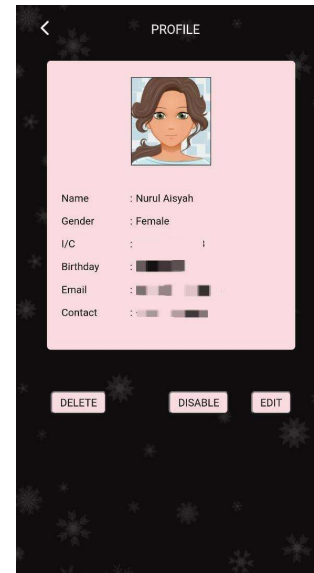 PROFILE
Name : Nurul Aisyah
Gender : Female
I/C :
Birthday :
Email :
Contact :
DELETE DISABLE EDIT